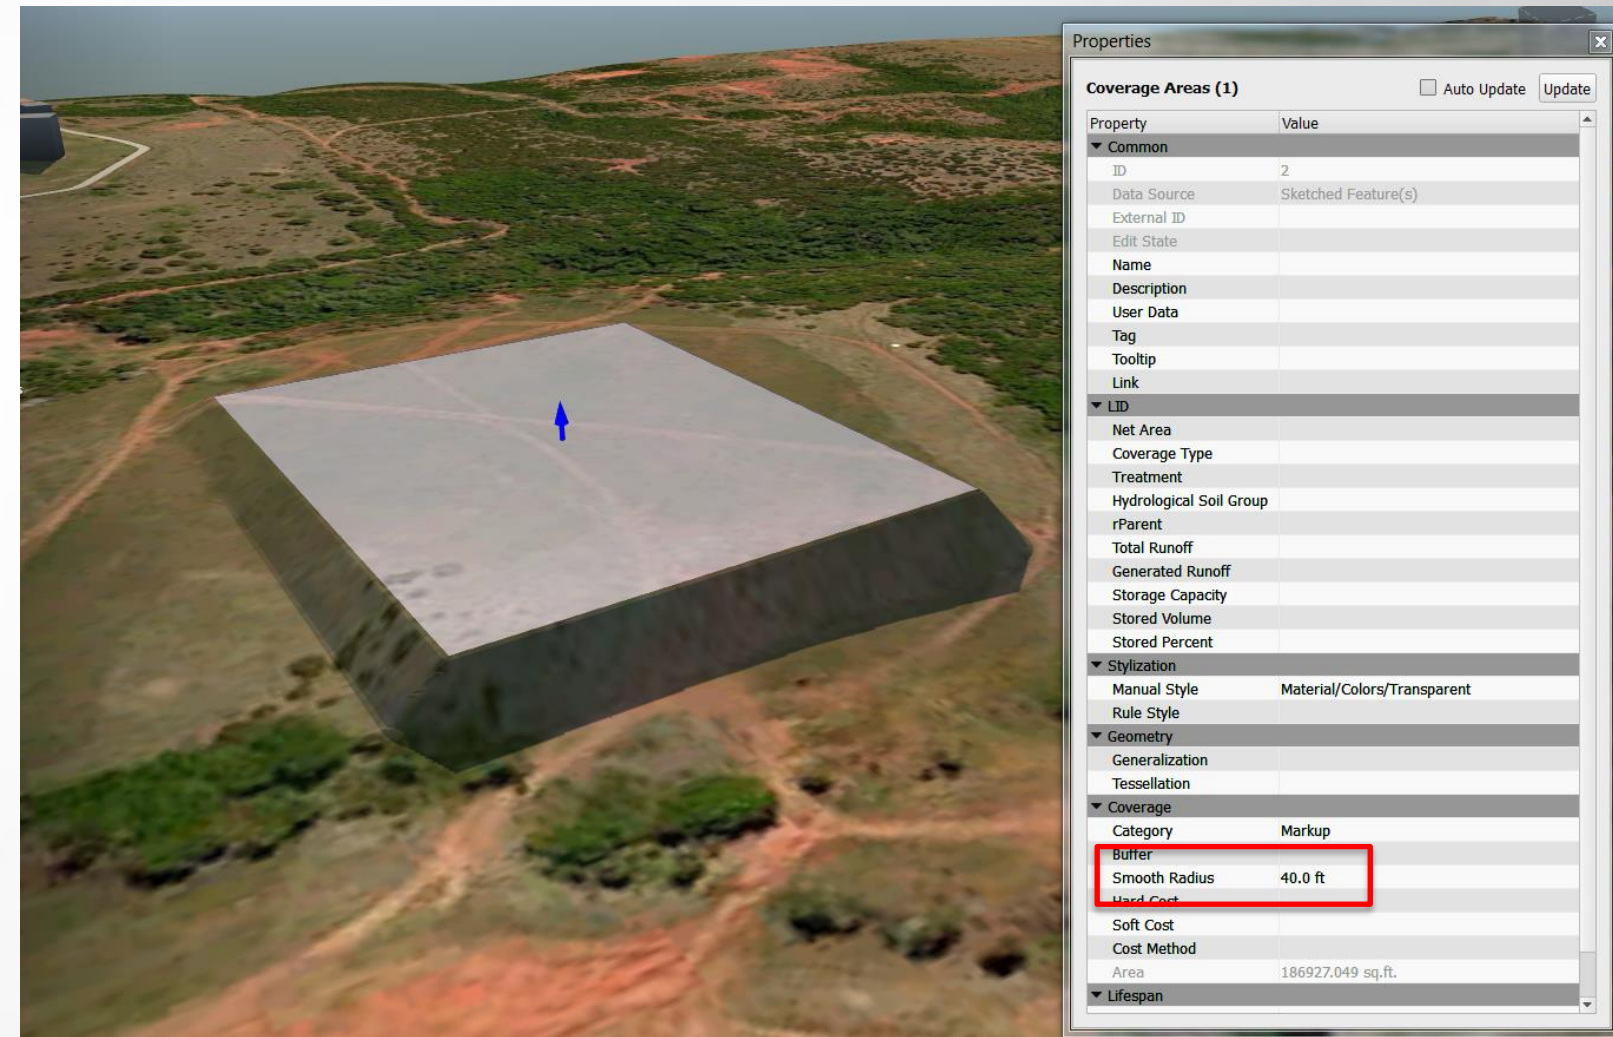 Properties
Coverage Areas (1) Auto Update Update
Property Value
Common
ID 2
Data Source Sketched Feature(s)
External ID
Edit State
Name
Description
User Data
Tag
Tooltip
Link
LID
Net Area
Coverage Type
Treatment
Hydrological Soil Group
rParent
Total Runoff
Generated Runoff
Storage Capacity
Stored Volume
Stored Percent
Stylization
Manual Style Material/Colors/Transparent
Rule Style
Geometry
Generalization
Tessellation
Coverage
Category Markup
Buffer
Smooth Radius 40.0 ft
Hard Cost
Soft Cost
Cost Method
Area 186927.049 sq.ft.
Lifespan